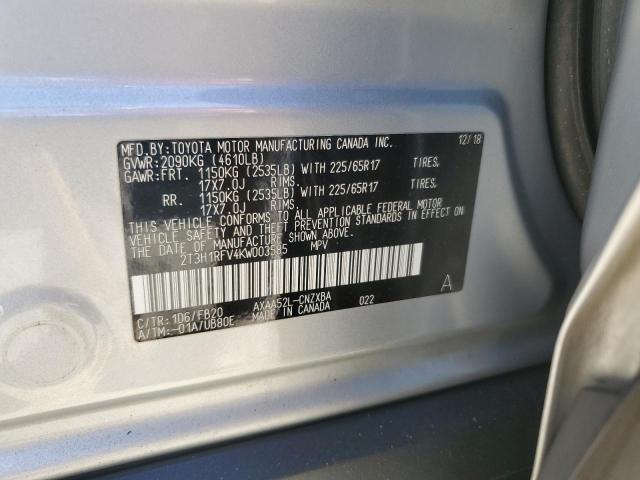 MFD.BY:TOYOTA MOTOR MANUFACTURING CANADA INC. 12/18
GVWR:2090KG (4610LB)
GAWR:FRT. 1150KG (2535LB) WITH 225/65R17 TIRES,
17X7.0J RIMS.
RR. 1150KG (2535LB) WITH 225/65R17 TIRES,
17X7.0J RIMS.
THIS VEHICLE CONFORMS TO ALL APPLICABLE FEDERAL MOTOR
VEHICLE SAFETY AND THEFT PREVENTION STANDARDS IN EFFECT ON
THE DATE OF MANUFACTURE SHOWN ABOVE.
2T3H1RFV4KW003585 MPV
A
C/TR:1D6/FB20 AXAA52L-CNZXBA 022
A/TM:-01A/UB80E MADE IN CANADA